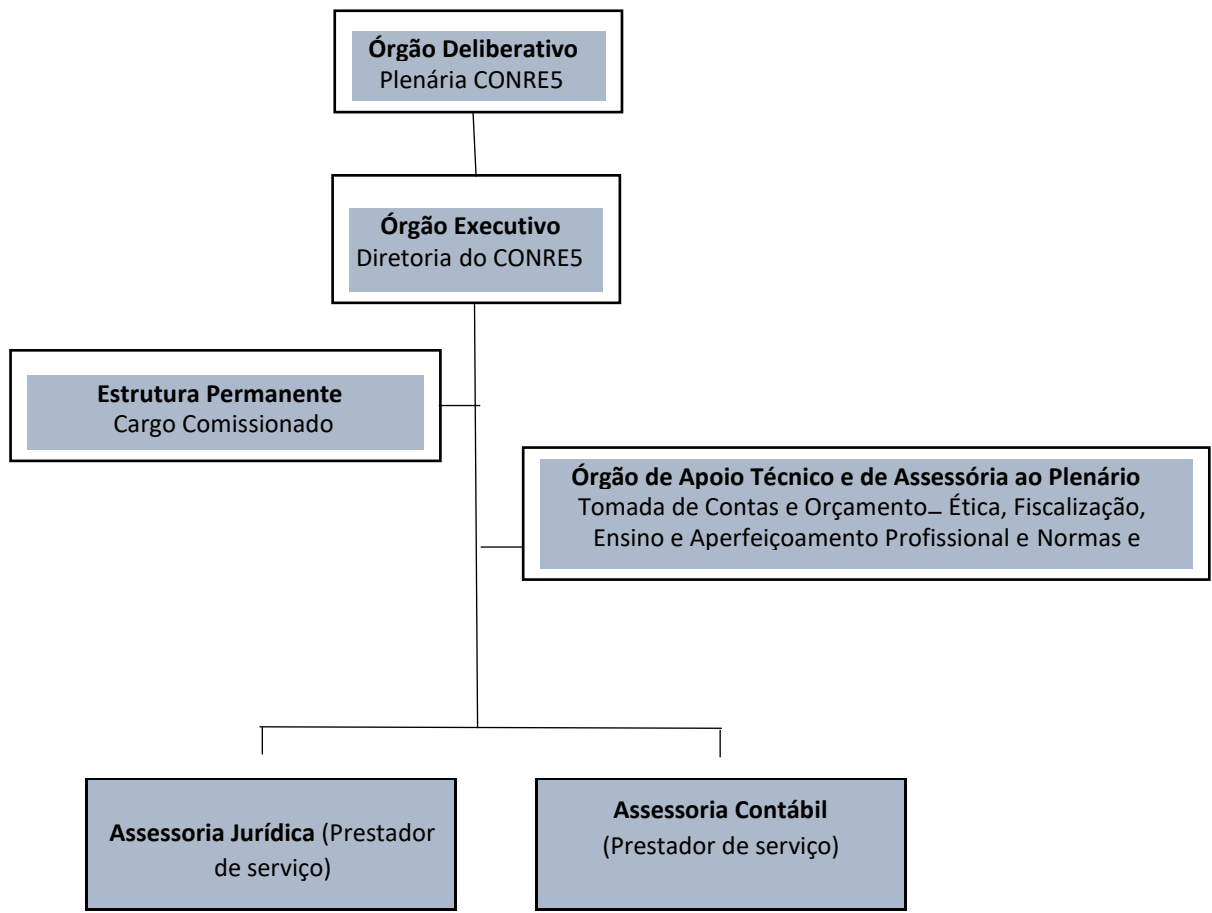 Órgão Deliberativo
Plenária CONRE5
Órgão Executivo
Diretoria do CONRE5
Estrutura Permanente
Cargo Comissionado
Órgão de Apoio Técnico e de Assessória ao Plenário
Tomada de Contas e Orçamento– Ética, Fiscalização,
Ensino e Aperfeiçoamento Profissional e Normas e
Assessoria Jurídica (Prestador
de serviço)
Assessoria Contábil
(Prestador de serviço)